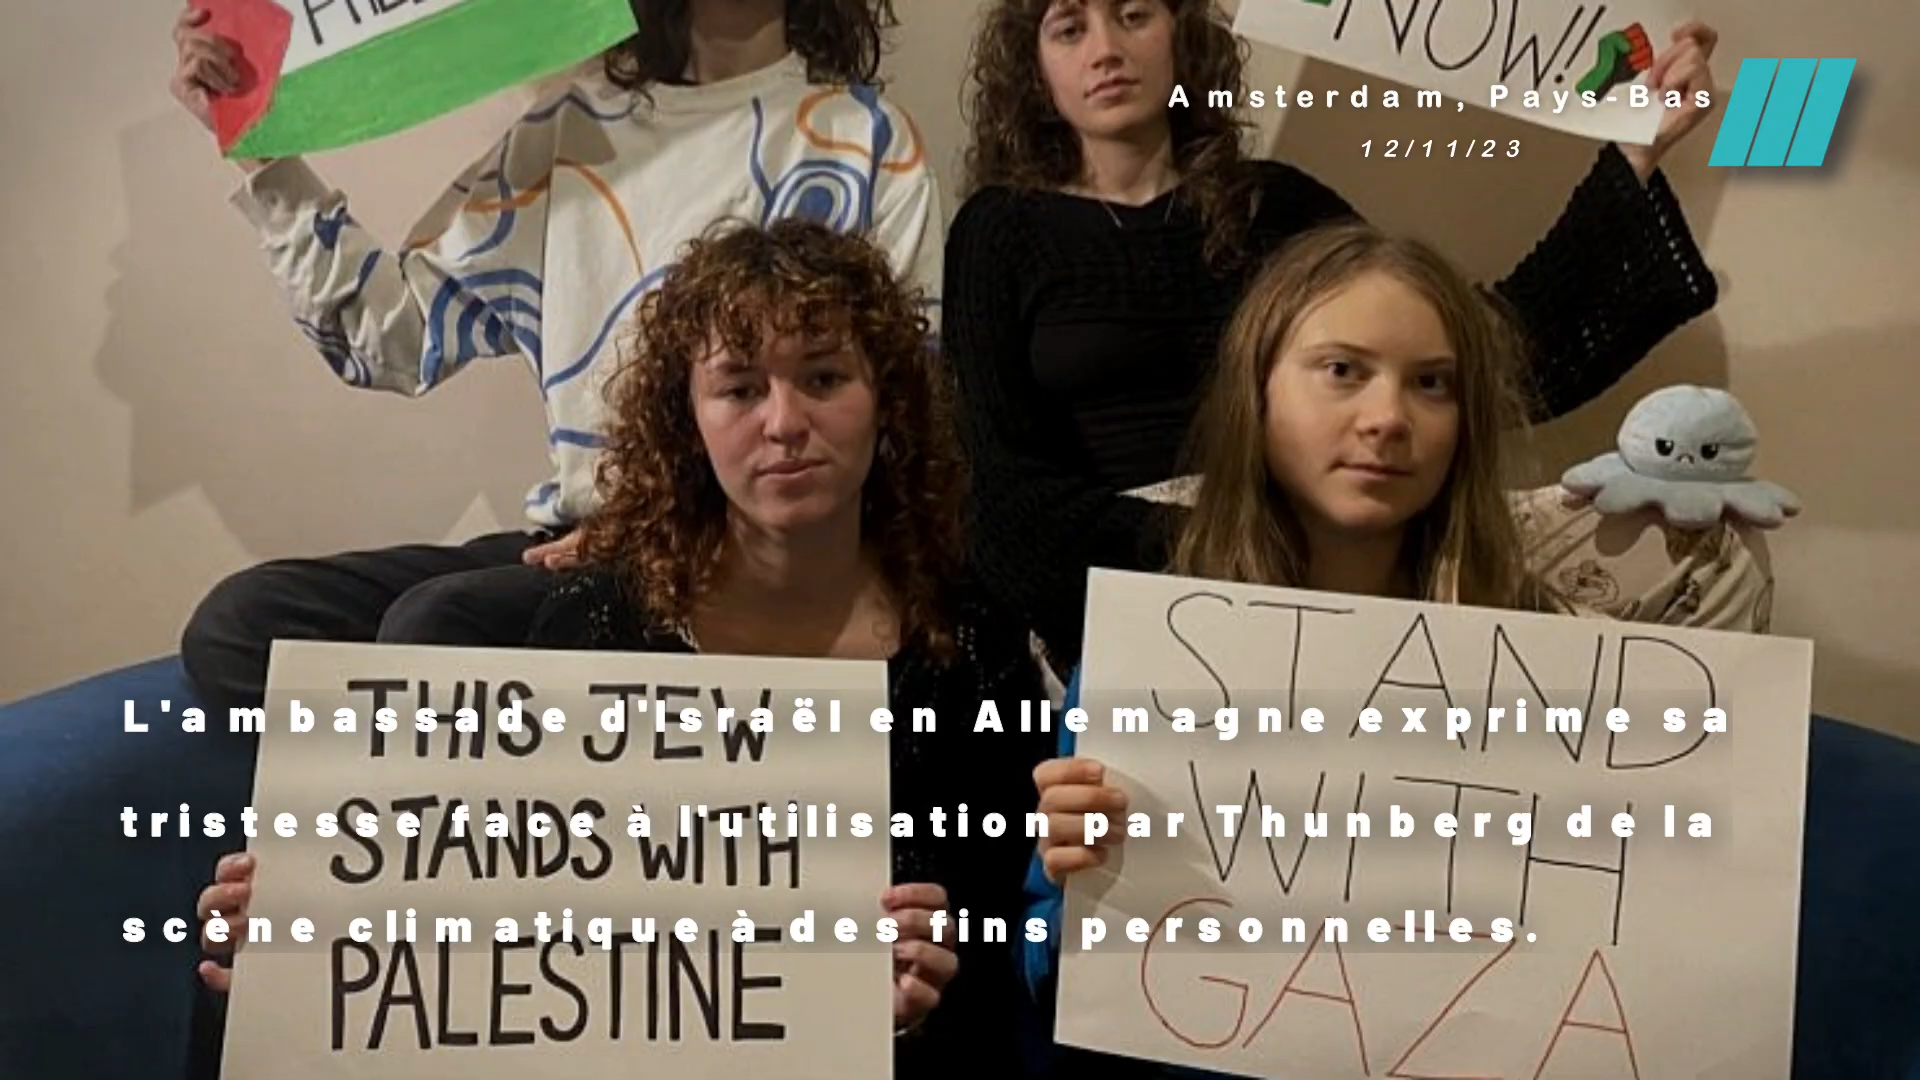 NOW!
Amsterdam, Pays-Bas
12/11/23
THIS JEW
STANDS WITH
PALESTINE
STAND
WITH
GAZA
L'ambassade d'Israël en Allemagne exprime sa
tristesse face à l'utilisation par Thunberg de la
scène climatique à des fins personnelles.